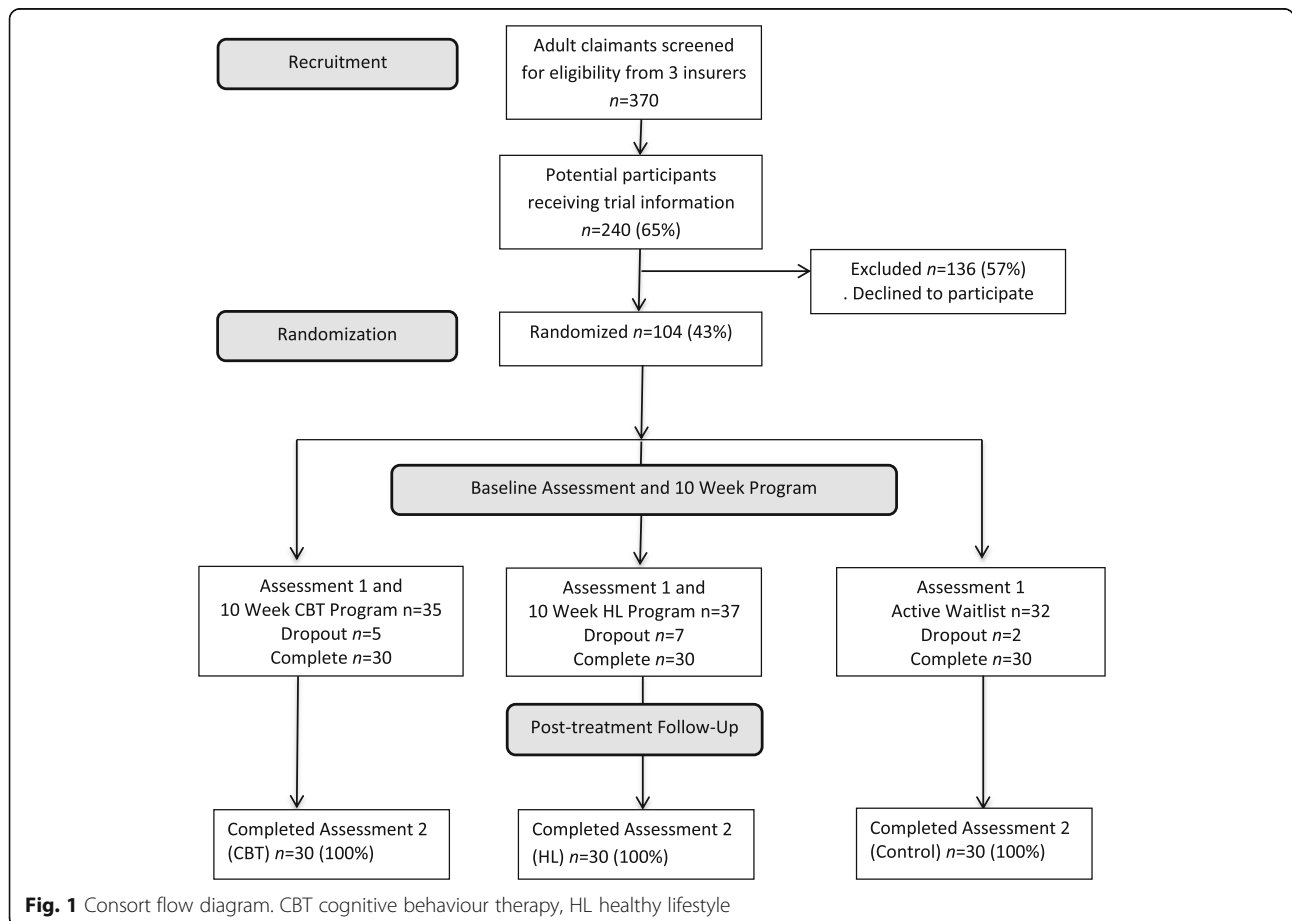 Recruitment
Adult claimants screened
for eligibility from 3 insurers
n=370
Potential participants
receiving trial information
n=240 (65%)
Excluded n=136 (57%)
. Declined to participate
Randomization
Randomized n=104 (43%)
Baseline Assessment and 10 Week Program
Assessment 1 and
10 Week CBT Program n=35
Dropout n=5
Complete n=30
Assessment 1 and
10 Week HL Program n=37
Dropout n=7
Complete n=30
Assessment 1
Active Waitlist n=32
Dropout n=2
Complete n=30
Post-treatment Follow-Up
Completed Assessment 2
(CBT) n=30 (100%)
Completed Assessment 2
(HL) n=30 (100%)
Completed Assessment 2
(Control) n=30 (100%)
Fig. 1 Consort flow diagram. CBT cognitive behaviour therapy, HL healthy lifestyle